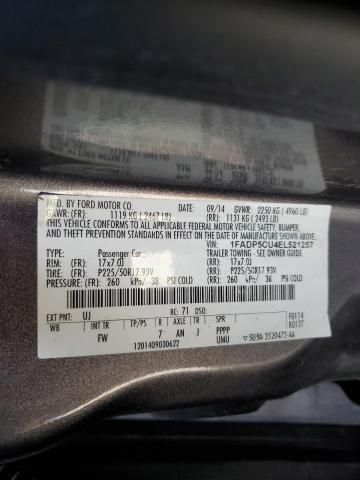 MFD. BY FORD MOTOR CO.
09/14 GVWR: 2250 KG ( 4960 LB)
GAWR: (FR): 1119 KG ( 2467 LB) (RR): 1131 KG ( 2493 LB)
THIS VEHICLE CONFORMS TO ALL APPLICABLE FEDERAL MOTOR VEHICLE SAFETY, BUMPER,
AND THEFT PREVENTION STANDARDS IN EFFECT ON THE DATE OF MANUFACTURE SHOWN ABOVE.
VIN: 1FADP5CU4EL521257
TYPE: Passenger Car TRAILER TOWING - SEE OWNER GUIDE
RIM: (FR) 17x7.0J (RR): 17x7.0J
TIRE: (FR) P225/50R17 93V (RR): P225/50R17 93V
PRESSURE: (FR) 260 kPa/ 38 PSI COLD (RR): 260 kPa/ 38 PSI COLD
EXT PNT: UJ RC: 71 DSO:
WB INT TR TP/PS R AXLE TR SPR
FW 7 AN J PPPP
UMU
F0114
R0137
1201409030622
5U5A-3520472-AA